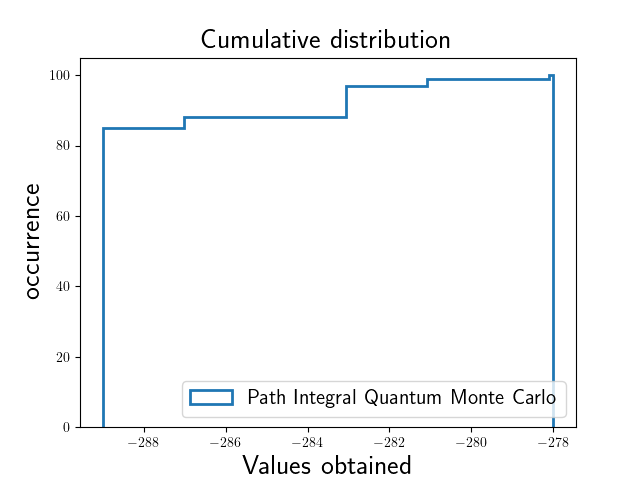 Cumulative distribution
100
80
60
40
20
0
occurrence
Path Integral Quantum Monte Carlo
−288 −286 −284 −282 −280 −278
Values obtained